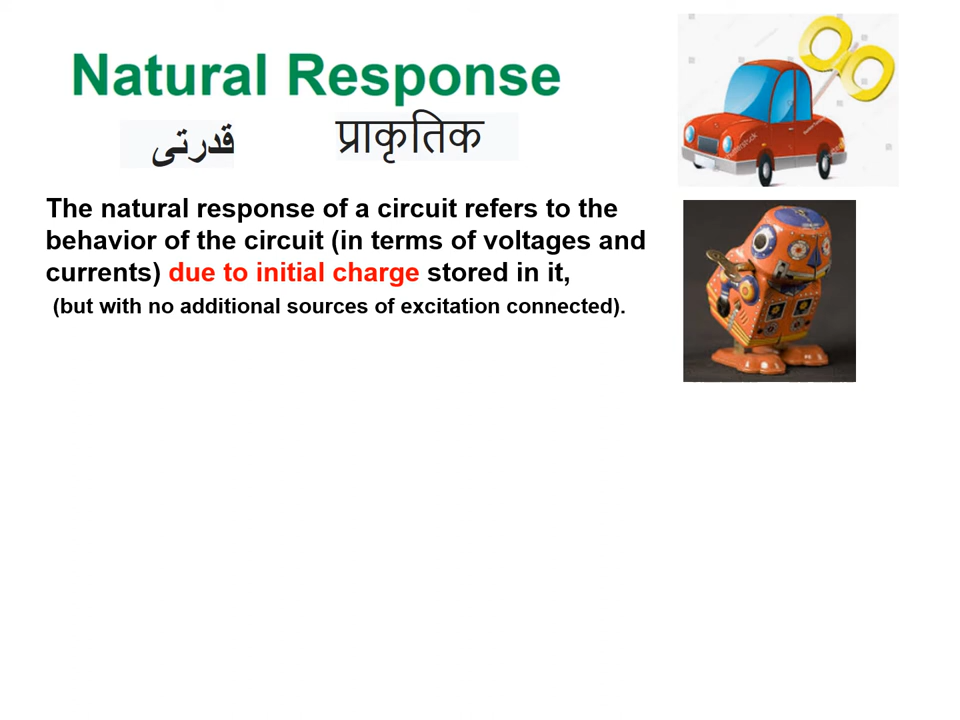 Natural Response
قدرتی
प्राकृतिक
The natural response of a circuit refers to the
behavior of the circuit (in terms of voltages and
currents) due to initial charge stored in it,
(but with no additional sources of excitation connected).